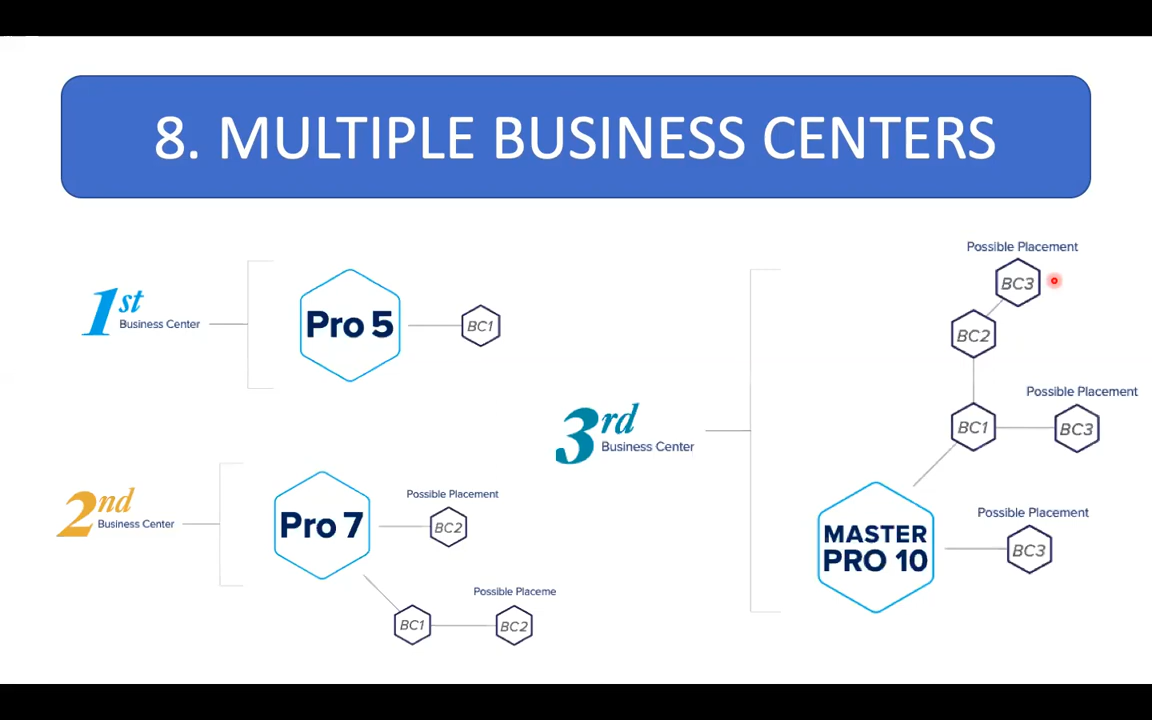 8. MULTIPLE BUSINESS CENTERS
1st
Business Center
Pro 5
BC1
2nd
Business Center
Pro 7
Possible Placement
BC2
Possible Placeme
BC1
BC2
3rd
Business Center
Possible Placement
BC3
BC2
Possible Placement
BC1
BC3
MASTER
PRO 10
Possible Placement
BC3